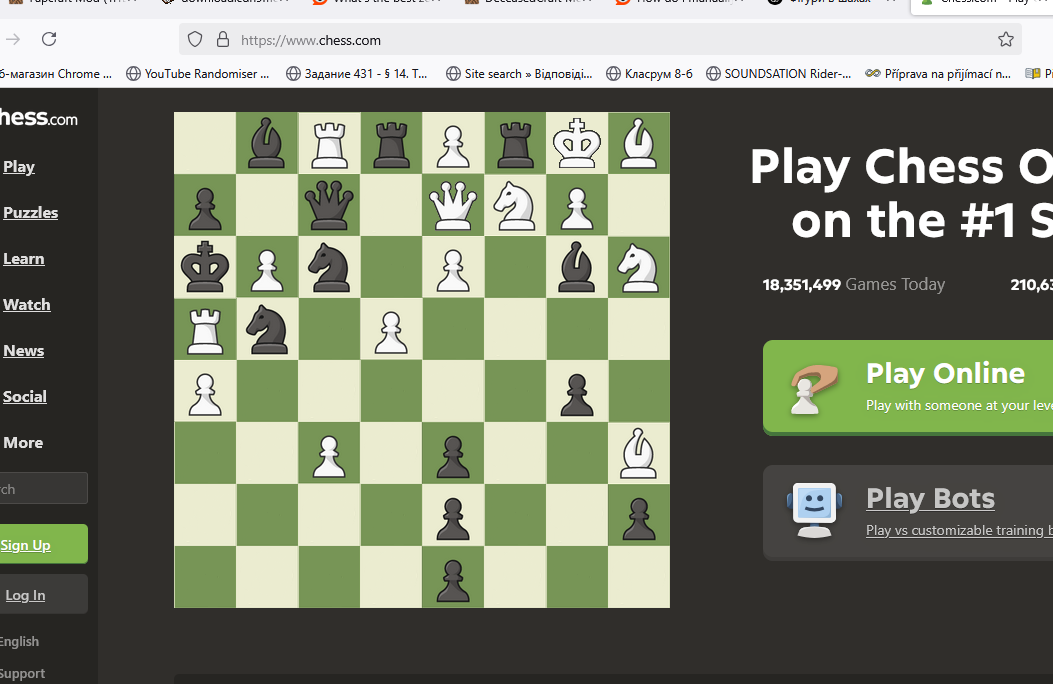 https://www.chess.com
б-магазин Chrome ...
YouTube Randomiser ...
Задание 431 - § 14. Т...
Site search » Відповіді...
Класрум 8-б
SOUNDSATION Rider-...
Příprava na přijímací n...
hess.com
Play
Puzzles
Learn
Watch
News
Social
More
rch
Sign Up
Log In
English
Support
Play Chess O
on the #1 S
18,351,499 Games Today
210,63
Play Online
Play with someone at your leve
Play Bots
Play vs customizable training b